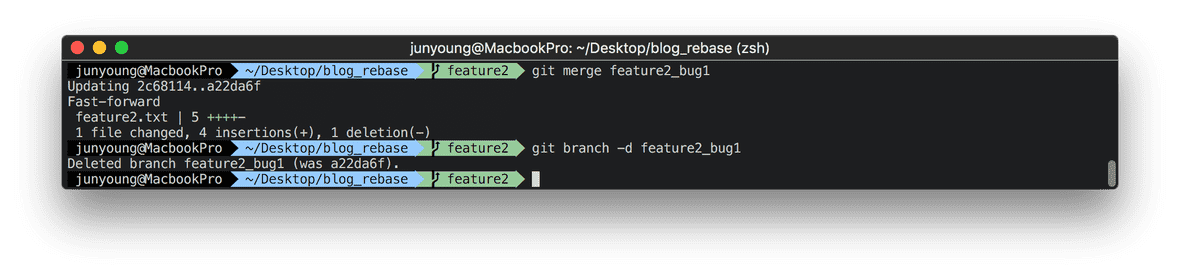 junyoung@MacbookPro: ~/Desktop/blog_rebase (zsh)
junyoung@MacbookPro ~/Desktop/blog_rebase feature2 git merge feature2_bug1
Updating 2c68114..a22da6f
Fast-forward
feature2.txt | 5 ++++-
1 file changed, 4 insertions(+), 1 deletion(-)
junyoung@MacbookPro ~/Desktop/blog_rebase feature2 git branch -d feature2_bug1
Deleted branch feature2_bug1 (was a22da6f).
junyoung@MacbookPro ~/Desktop/blog_rebase feature2